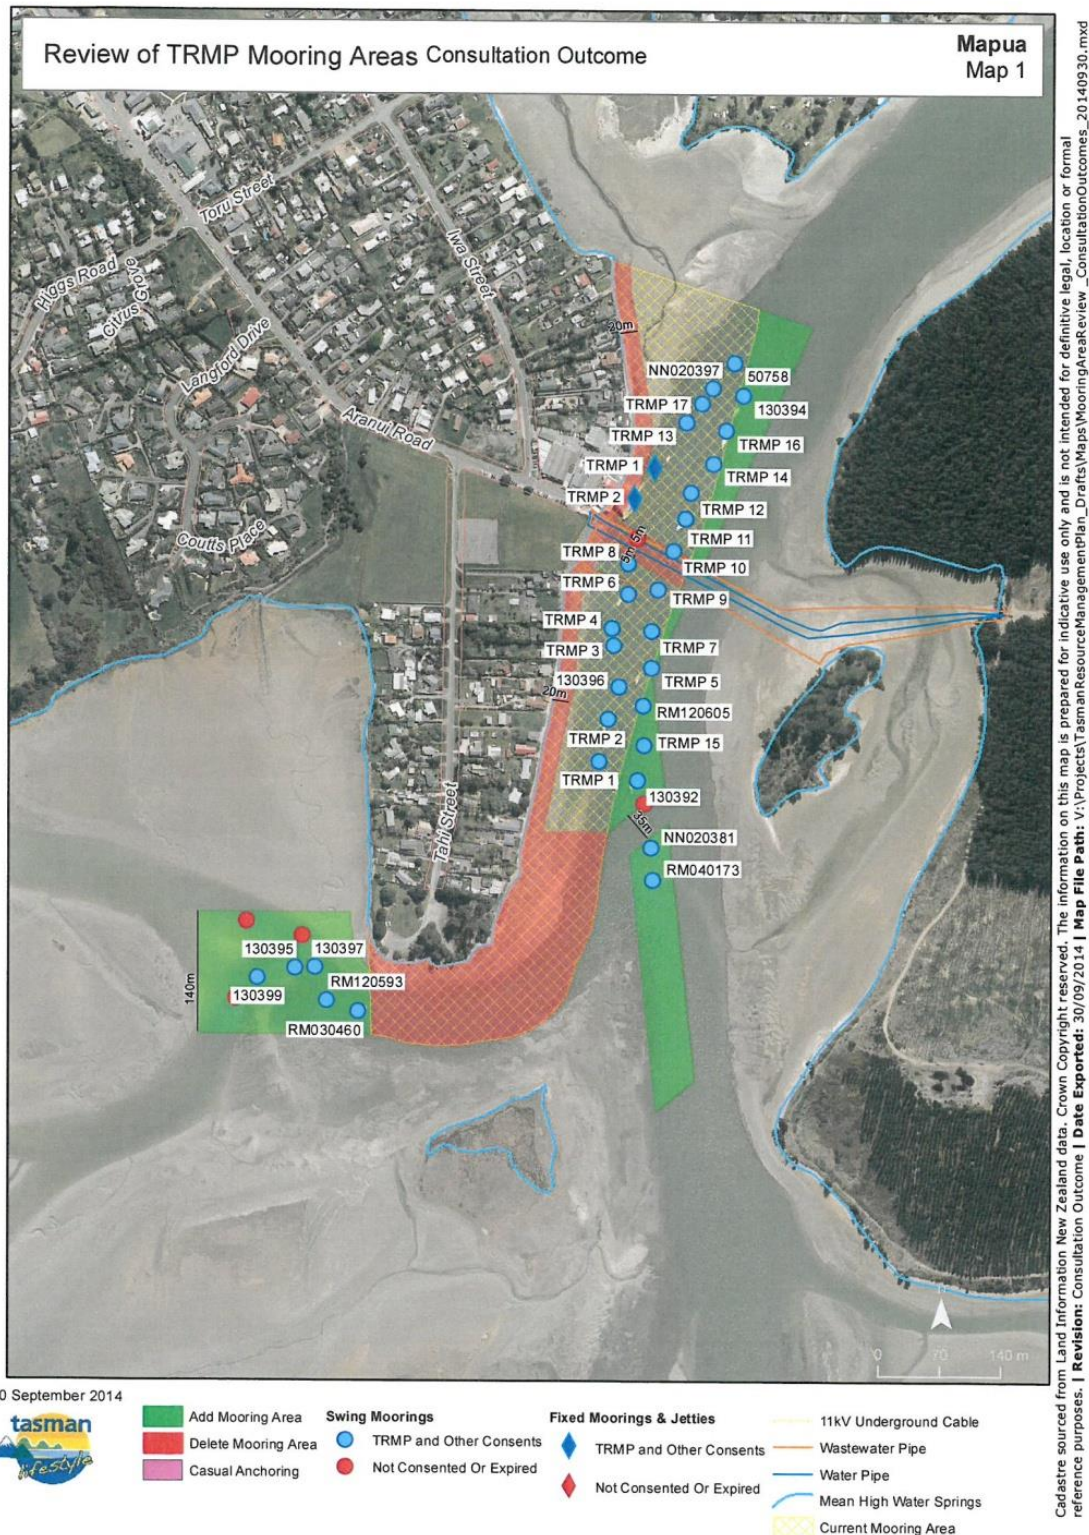 Review of TRMP Mooring Areas Consultation Outcome
Mapua
Map 1
Toru Street
Iwa Street
Higgs Road
Citrus Grove
Langford Drive
Aranui Road
Coutts Place
Tahi Street
20m
NN020397
50758
TRMP 17
130394
TRMP 13
TRMP 16
TRMP 1
TRMP 14
TRMP 2
TRMP 12
5m 5m
TRMP 11
TRMP 8
TRMP 10
TRMP 6
TRMP 9
TRMP 4
TRMP 7
TRMP 3
TRMP 5
130396
20m
RM120605
TRMP 2
TRMP 15
TRMP 1
130392
35m
NN020381
RM040173
140m
130395
130397
RM120593
130399
RM030460
0 70 140 m
Cadastre sourced from Land Information New Zealand data. Crown Copyright reserved. The information on this map is prepared for indicative use only and is not intended for definitive legal, location or formal
reference purposes. | Revision: Consultation Outcome | Date Exported: 30/09/2014 | Map File Path: V:\Projects\TasmanResourceManagementPlan_Drafts\Maps\MooringAreaReview_ConsultationOutcomes_20140930.mxd
0 September 2014
tasman
lifestyle
Add Mooring Area
Delete Mooring Area
Casual Anchoring
Swing Moorings
TRMP and Other Consents
Not Consented Or Expired
Fixed Moorings & Jetties
TRMP and Other Consents
Not Consented Or Expired
11kV Underground Cable
Wastewater Pipe
Water Pipe
Mean High Water Springs
Current Mooring Area